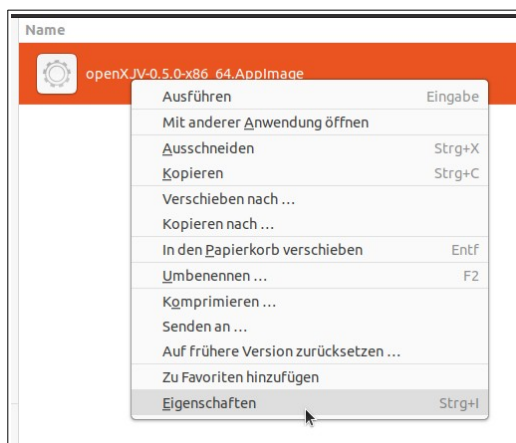 Name
openXJV-0.5.0-x86_64.AppImage
Ausführen Eingabe
Mit anderer Anwendung öffnen
Ausschneiden Strg+X
Kopieren Strg+C
Verschieben nach ...
Kopieren nach ...
In den Papierkorb verschieben Entf
Umbenennen ... F2
Komprimieren ...
Senden an ...
Auf frühere Version zurücksetzen ...
Zu Favoriten hinzufügen
Eigenschaften Strg+I